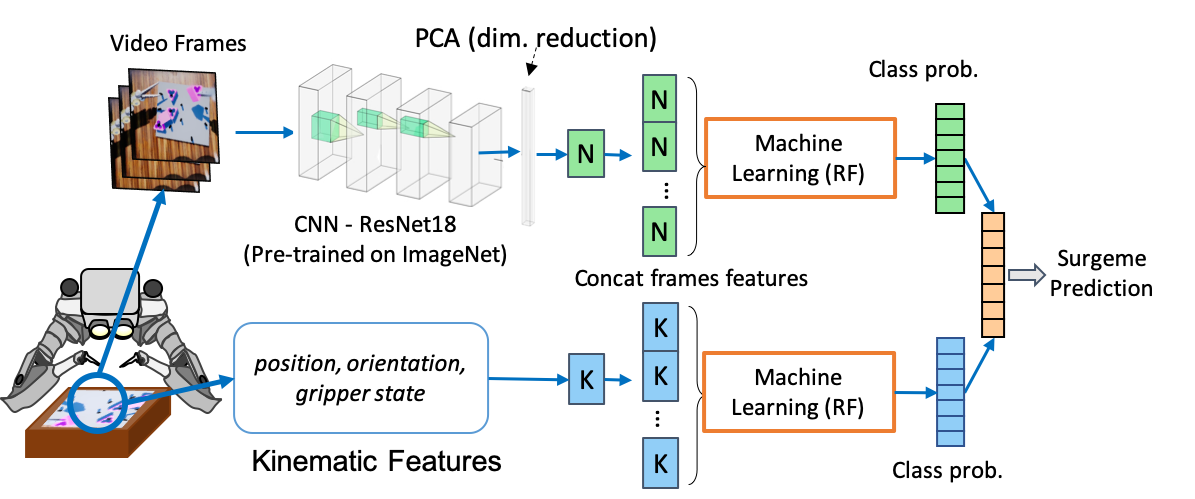 PCA (dim. reduction)
Video Frames
Class prob.
N
N
N
⋮
N
Machine
Learning (RF)
CNN - ResNet18
(Pre-trained on ImageNet)
Concat frames features
Surgeme
Prediction
position, orientation,
gripper state
K
K
K
⋮
K
Machine
Learning (RF)
Kinematic Features
Class prob.